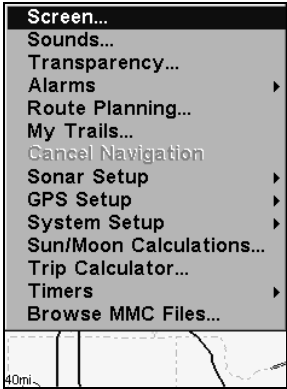 Screen...
Sounds...
Transparency...
Alarms
Route Planning...
My Trails...
Cancel Navigation
Sonar Setup
GPS Setup
System Setup
Sun/Moon Calculations...
Trip Calculator...
Timers
Browse MMC Files...
40mi